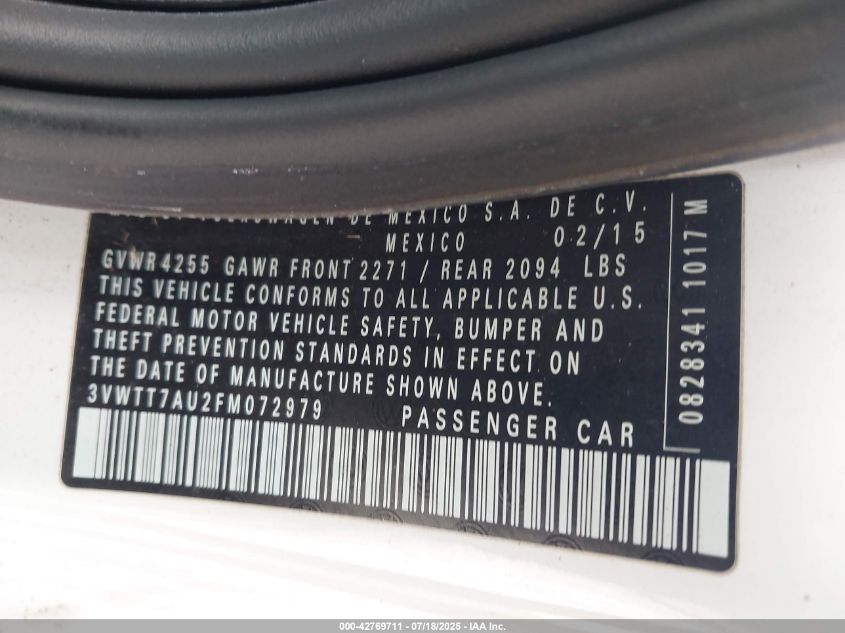 DE MEXICO S.A. DE C.V.
MEXICO 02/15
GVWR 4255 GAWR FRONT 2271 / REAR 2094 LBS
THIS VEHICLE CONFORMS TO ALL APPLICABLE U.S.
FEDERAL MOTOR VEHICLE SAFETY, BUMPER AND
THEFT PREVENTION STANDARDS IN EFFECT ON
THE DATE OF MANUFACTURE SHOWN ABOVE.
3VWTT7AU2FM072979 PASSENGER CAR
0828341 1017 M
000-42769711 - 07/18/2025 - IAA Inc.